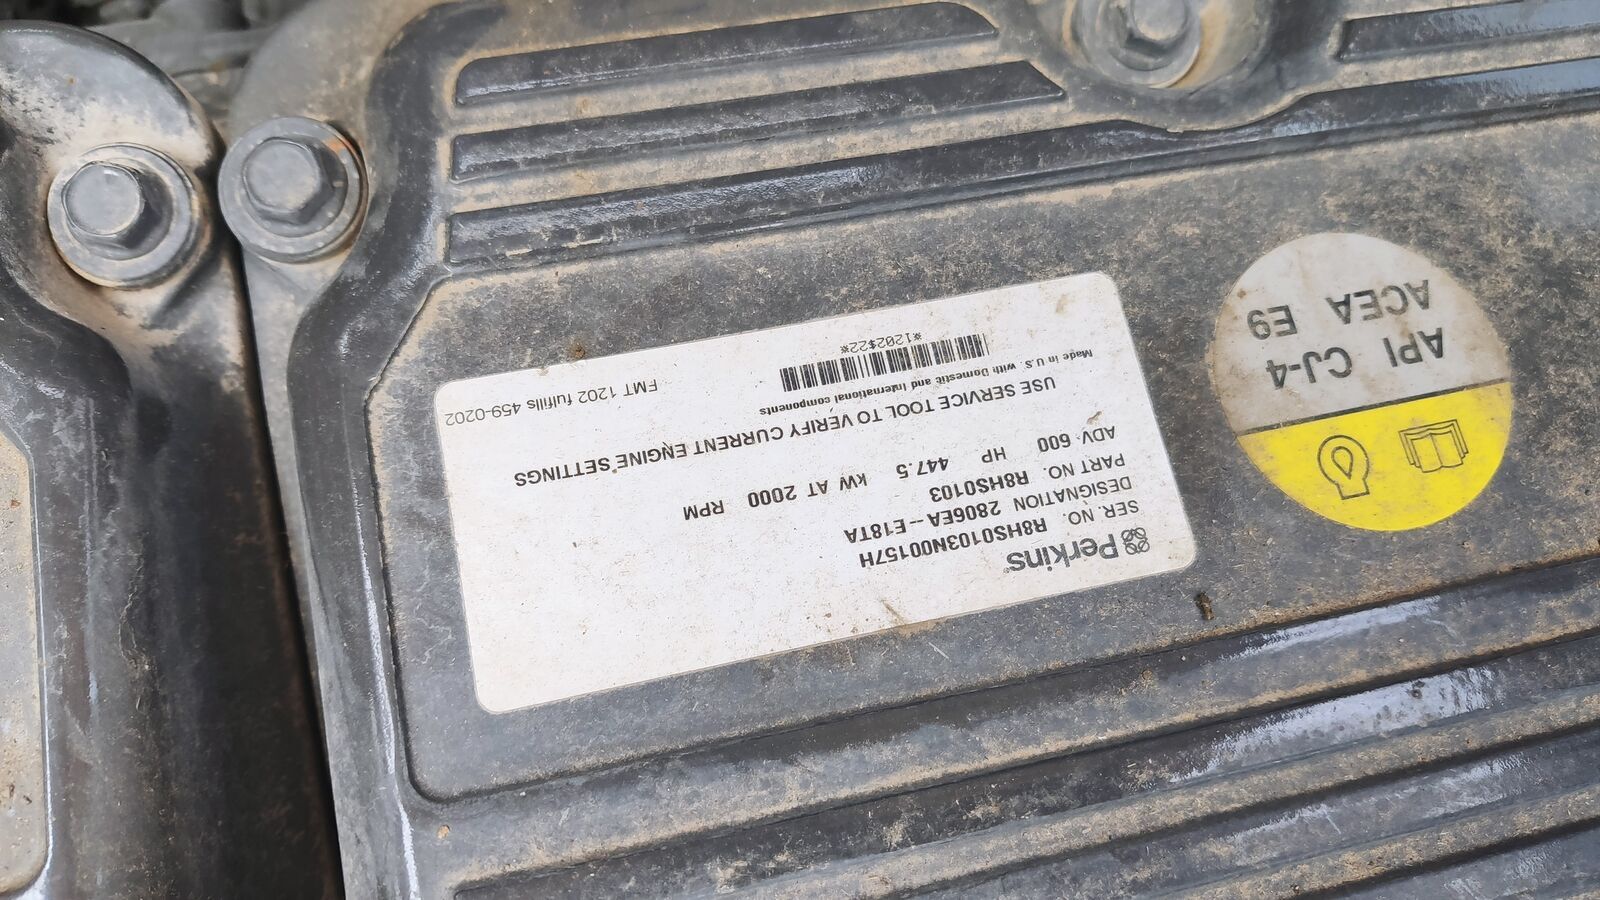 Perkins
SER. NO. R8HS0103N00157H
DESIGNATION 2806EA--E18TA
PART NO. R8HS0103
ADV. 600 HP 447.5 kW AT 2000 RPM
USE SERVICE TOOL TO VERIFY CURRENT ENGINE SETTINGS
Made in U.S. with Domestic and International components
*1202$22*
FMT 1202 fulfills 459-0202
API CJ-4
ACEA E9